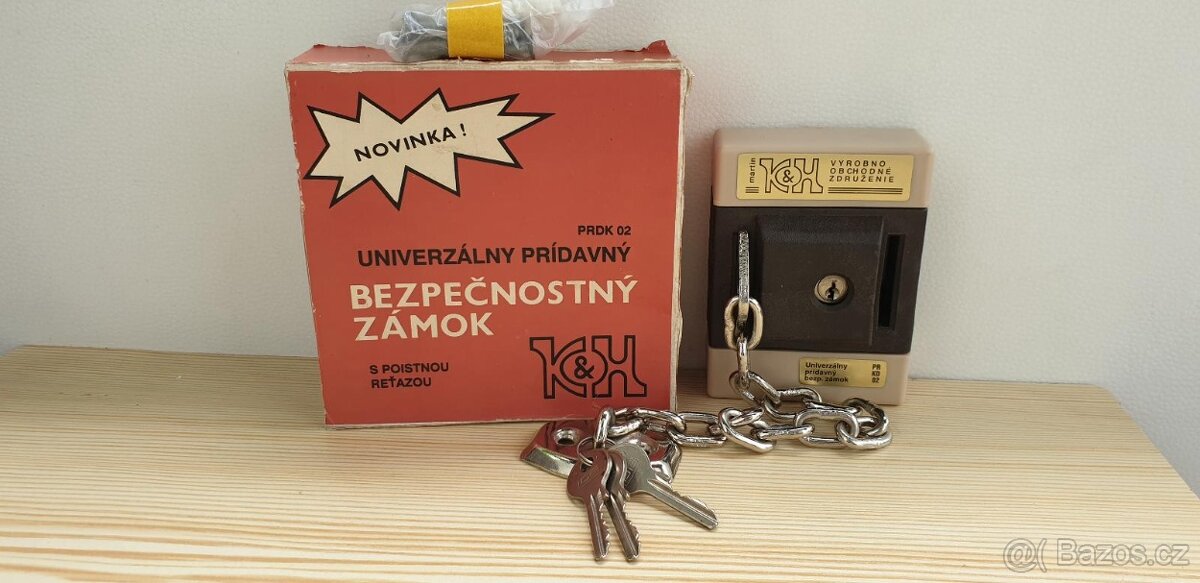 NOVINKA!
PRDK 02
UNIVERZÁLNY PRÍDAVNÝ
BEZPEČNOSTNÝ
ZÁMOK
S POISTNOU
REŤAZOU
K&H
martin
K&H
VYROBNO
OBCHODNÉ
ZDRUŽENIE
Univerzálny
prídavný
bezp. zámok
PR
KD
02
@( Bazos.cz